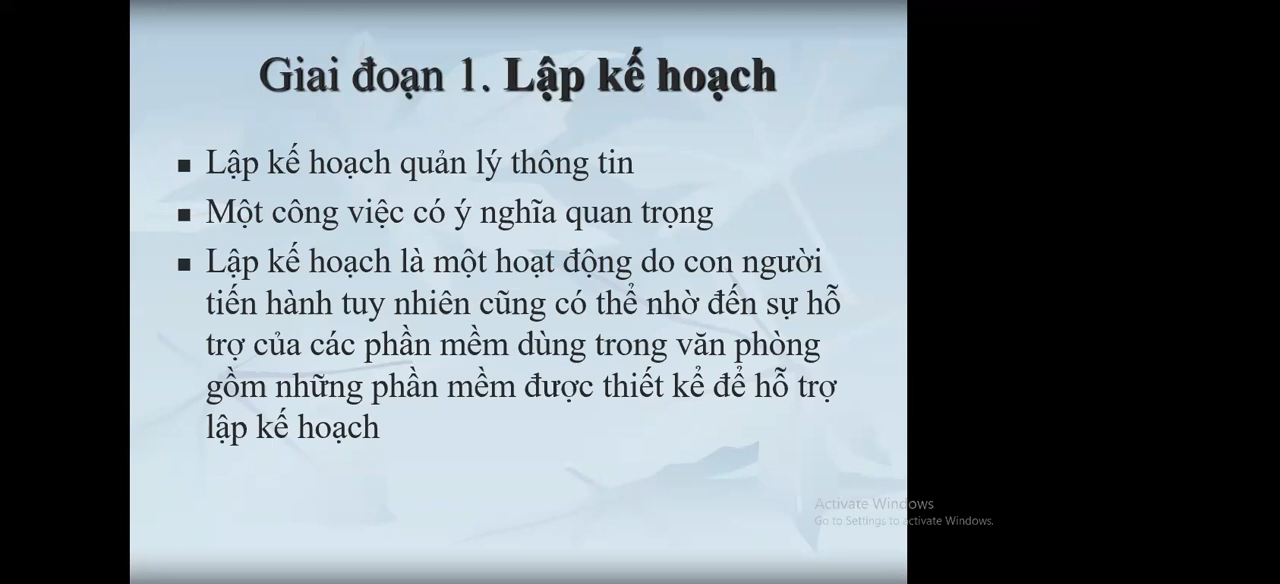 Giai đoạn 1. Lập kế hoạch
Lập kế hoạch quản lý thông tin
Một công việc có ý nghĩa quan trọng
Lập kế hoạch là một hoạt động do con người
tiến hành tuy nhiên cũng có thể nhờ đến sự hỗ
trợ của các phần mềm dùng trong văn phòng
gồm những phần mềm được thiết kể để hỗ trợ
lập kế hoạch
Activate Windows
Go to Settings to activate Windows.